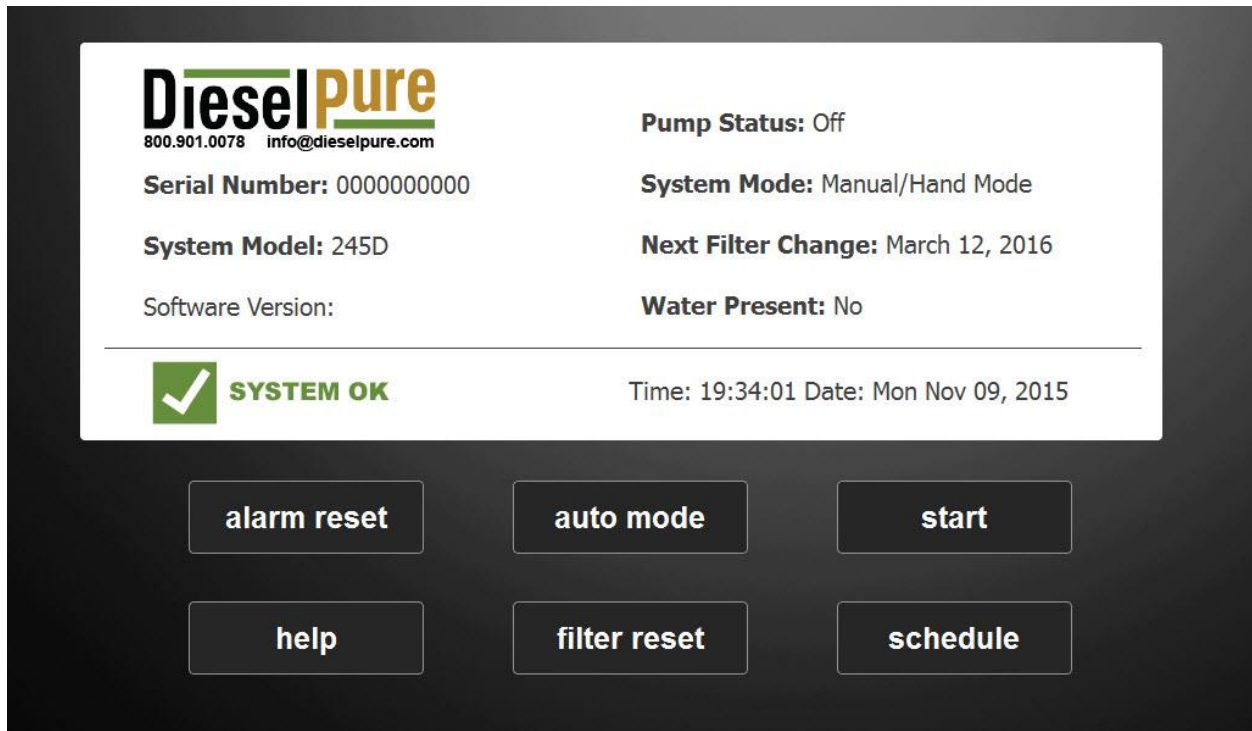 DieselPure
800.901.0078 info@dieselpure.com
Serial Number: 0000000000
System Model: 245D
Software Version:
Pump Status: Off
System Mode: Manual/Hand Mode
Next Filter Change: March 12, 2016
Water Present: No
SYSTEM OK
Time: 19:34:01 Date: Mon Nov 09, 2015
alarm reset
auto mode
start
help
filter reset
schedule